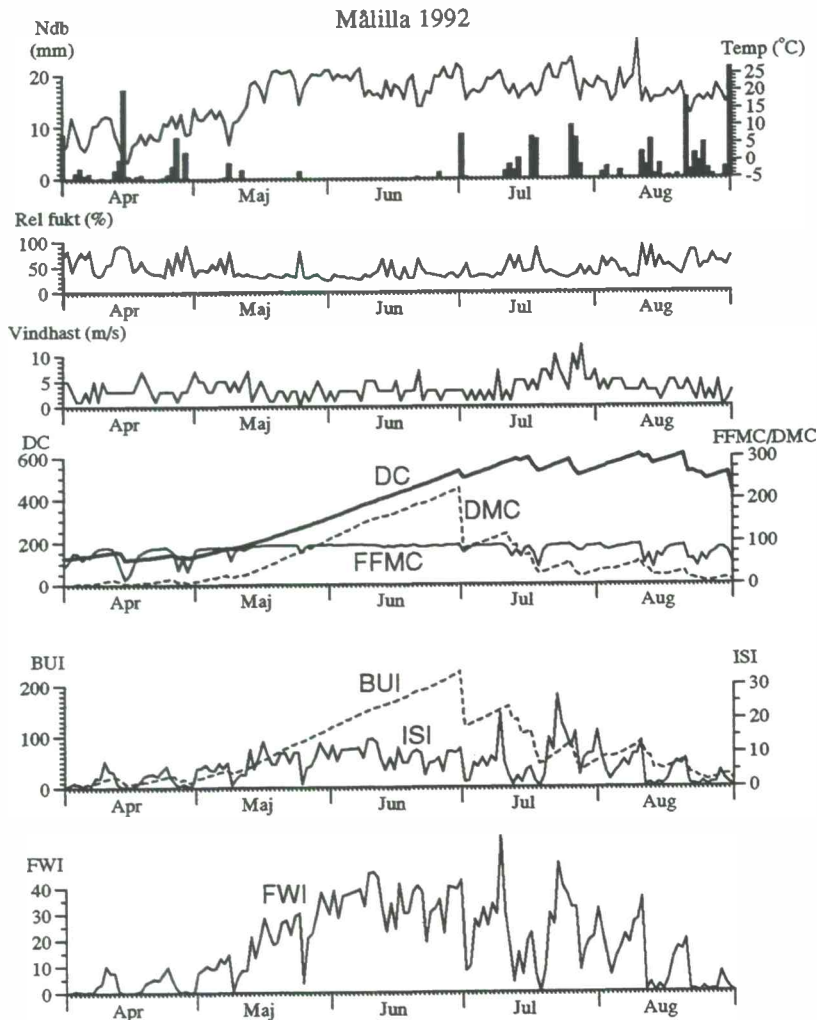 Målilla 1992
Ndb
(mm)
Temp (°C)
20
10
0
25
20
15
10
5
0
-5
Apr Maj Jun Jul Aug
Rel fukt (%)
100
50
0
Apr Maj Jun Jul Aug
Vindhast (m/s)
10
5
0
Apr Maj Jun Jul Aug
DC
FFMC/DMC
600
400
200
0
300
200
100
0
DC
DMC
FFMC
Apr Maj Jun Jul Aug
BUI
ISI
200
100
0
30
20
10
0
BUI
ISI
Apr Maj Jun Jul Aug
FWI
40
30
20
10
0
FWI
Apr Maj Jun Jul Aug